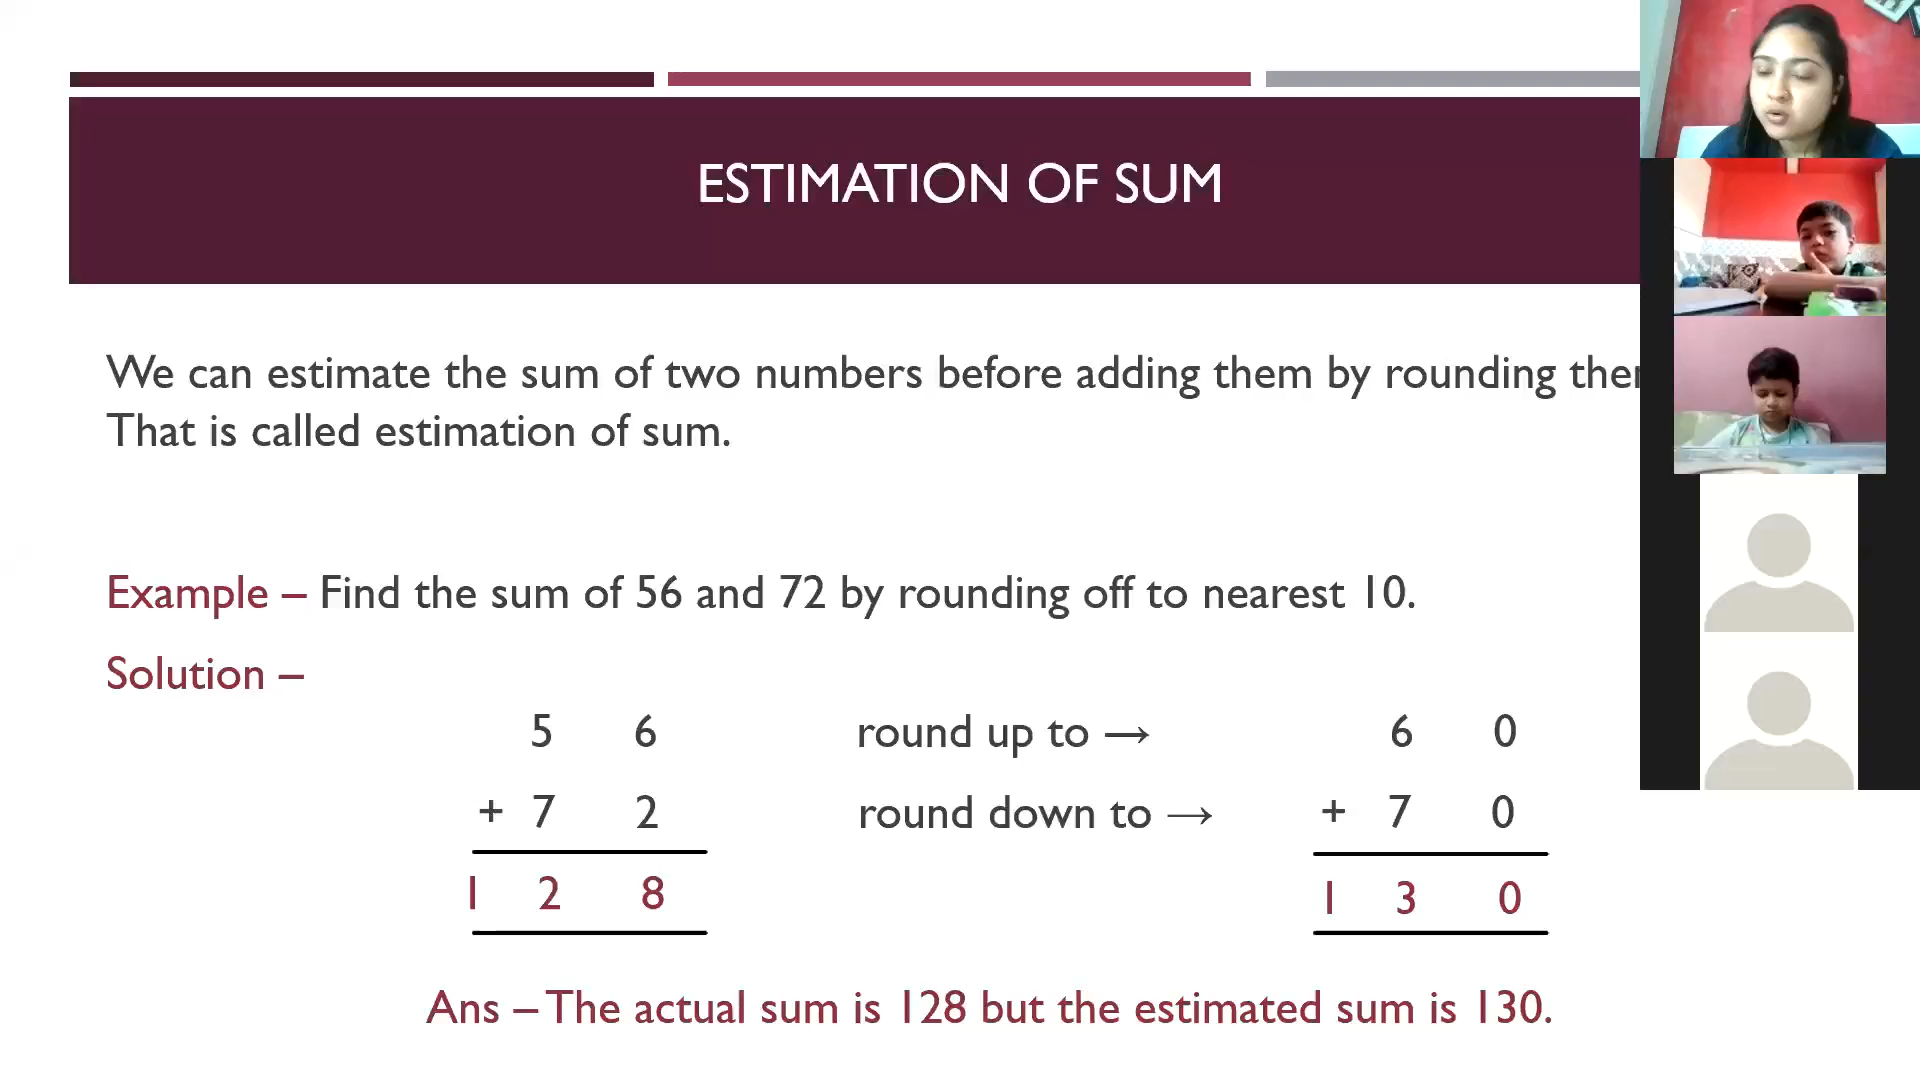 ESTIMATION OF SUM
We can estimate the sum of two numbers before adding them by rounding
That is called estimation of sum.
Example – Find the sum of 56 and 72 by rounding off to nearest 10.
Solution –
5 6 round up to → 6 0
+ 7 2 round down to → + 7 0
1 2 8 1 3 0
Ans – The actual sum is 128 but the estimated sum is 130.